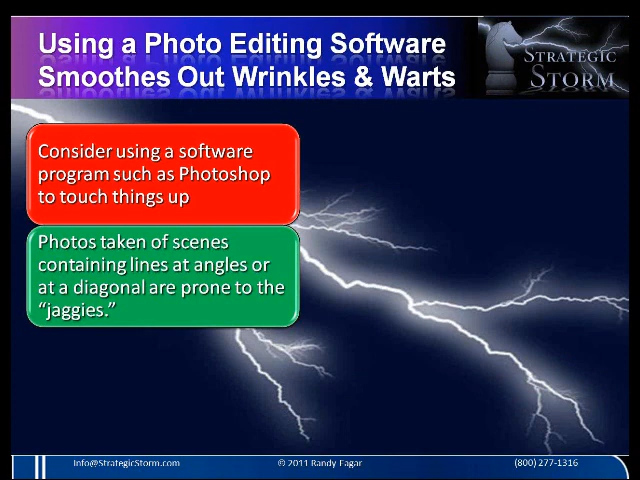 Using a Photo Editing Software
Smoothes Out Wrinkles & Warts
STRATEGIC
STORM
Consider using a software
program such as Photoshop
to touch things up
Photos taken of scenes
containing lines at angles or
at a diagonal are prone to the
“jaggies.”
Info@StrategicStorm.com
© 2011 Randy Eagar
(800) 277-1316